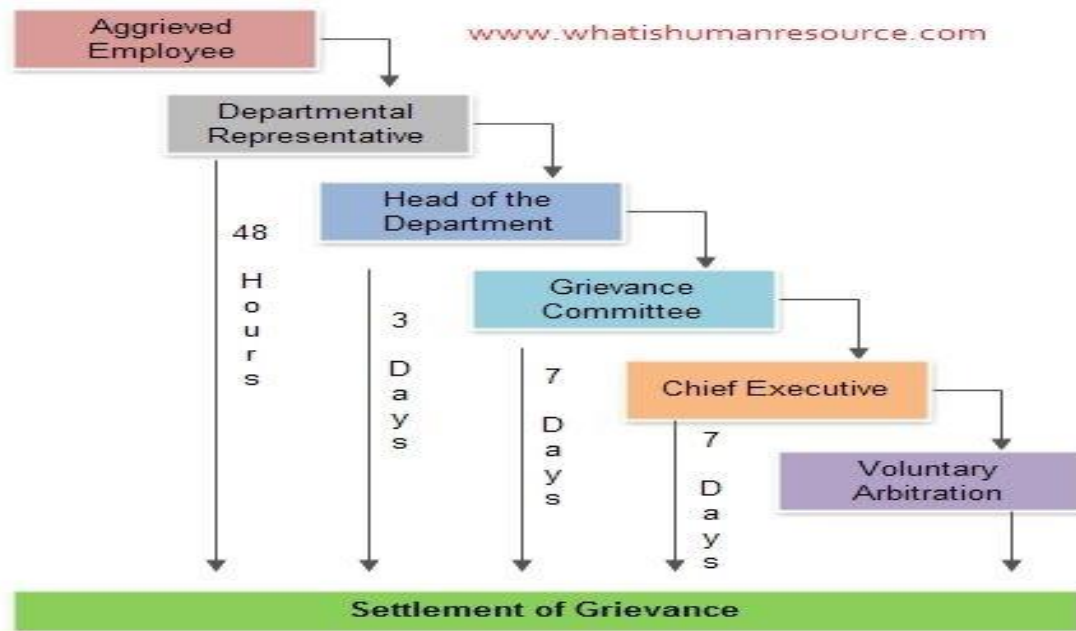 Aggrieved
Employee
www.whatishumanresource.com
Departmental
Representative
Head of the
Department
48
Hours
Grievance
Committee
3
Days
Chief Executive
7
Days
7
Days
Voluntary
Arbitration
Settlement of Grievance